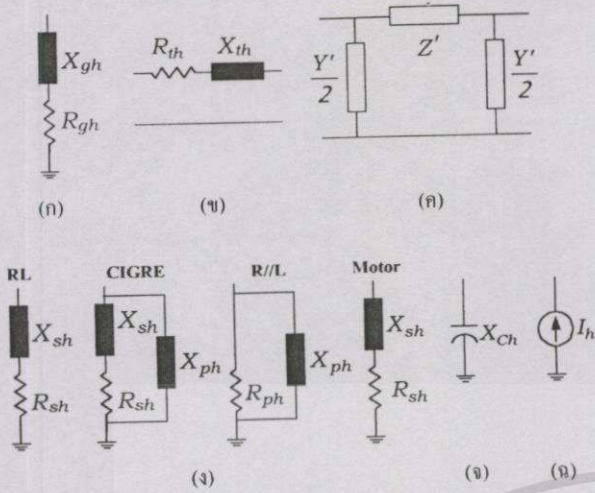 X_gh
R_gh
(ก)
R_th
X_th
(ข)
Z'
Y'/2
Y'/2
(ค)
RL
X_sh
R_sh
CIGRE
X_sh
R_sh
X_ph
R//L
R_ph
X_ph
Motor
X_sh
R_sh
(ง)
X_Ch
(จ)
I_h
(ฉ)